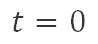 t = 0